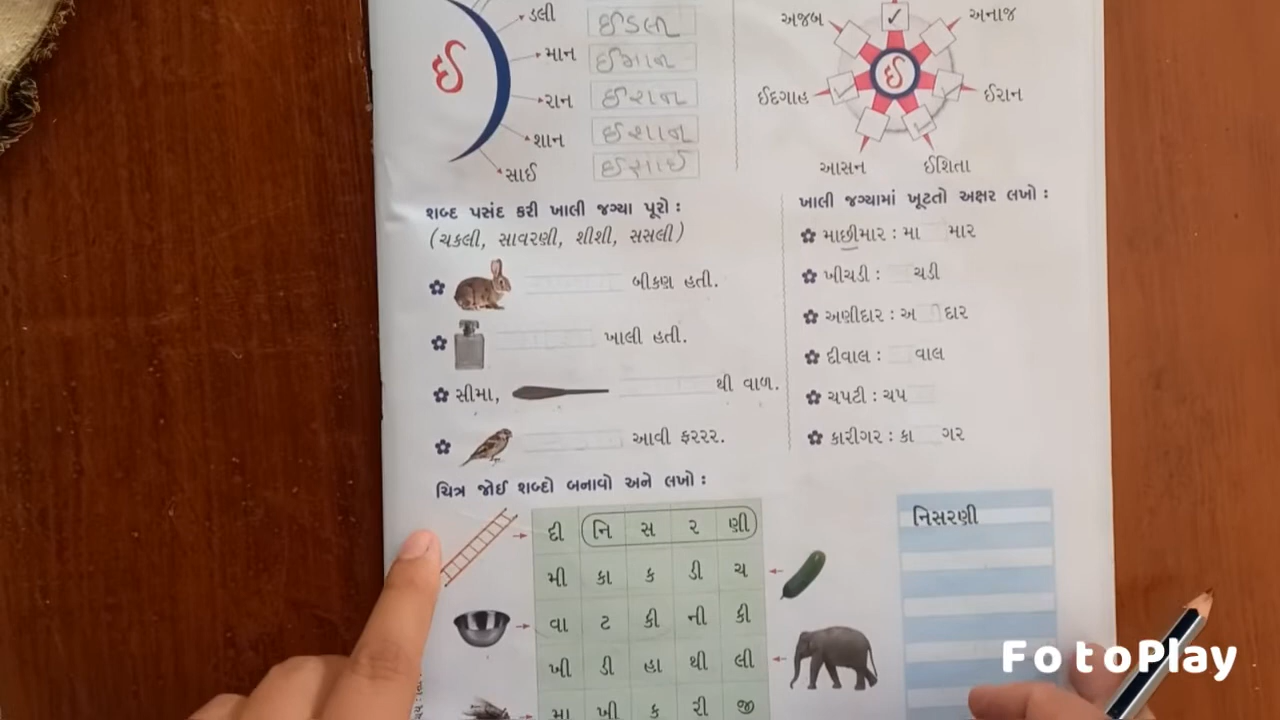 ઈ
ડલી
ઈડલી
માન
ઈમાન
રાન
ઈરાન
શાન
ઈશાન
સાઈ
ઈસાઈ
અજબ
અનાજ
ઈ
ઈદગાહ
ઈરાન
આસન
ઈશિતા
શબ્દ પસંદ કરી ખાલી જગ્યા પૂરો :
(ચકલી, સાવરણી, શીશી, સસલી)
બીકણ હતી.
ખાલી હતી.
સીમા, થી વાળ.
આવી ફરરર.
ખાલી જગ્યામાં ખૂટતો અક્ષર લખો :
માછીમાર : મા માર
ખીચડી : ચડી
અણીદાર : અ દાર
દીવાલ : વાલ
ચપટી : ચપ
કારીગર : કા ગર
ચિત્ર જોઈ શબ્દો બનાવો અને લખો :
દી નિ સ ર ણી
મી કા ક ડી ચ
વા ટ કી ની કી
ખી ડી હા થી લી
મા ખી ક રી જી
નિસરણી
FotoPlay